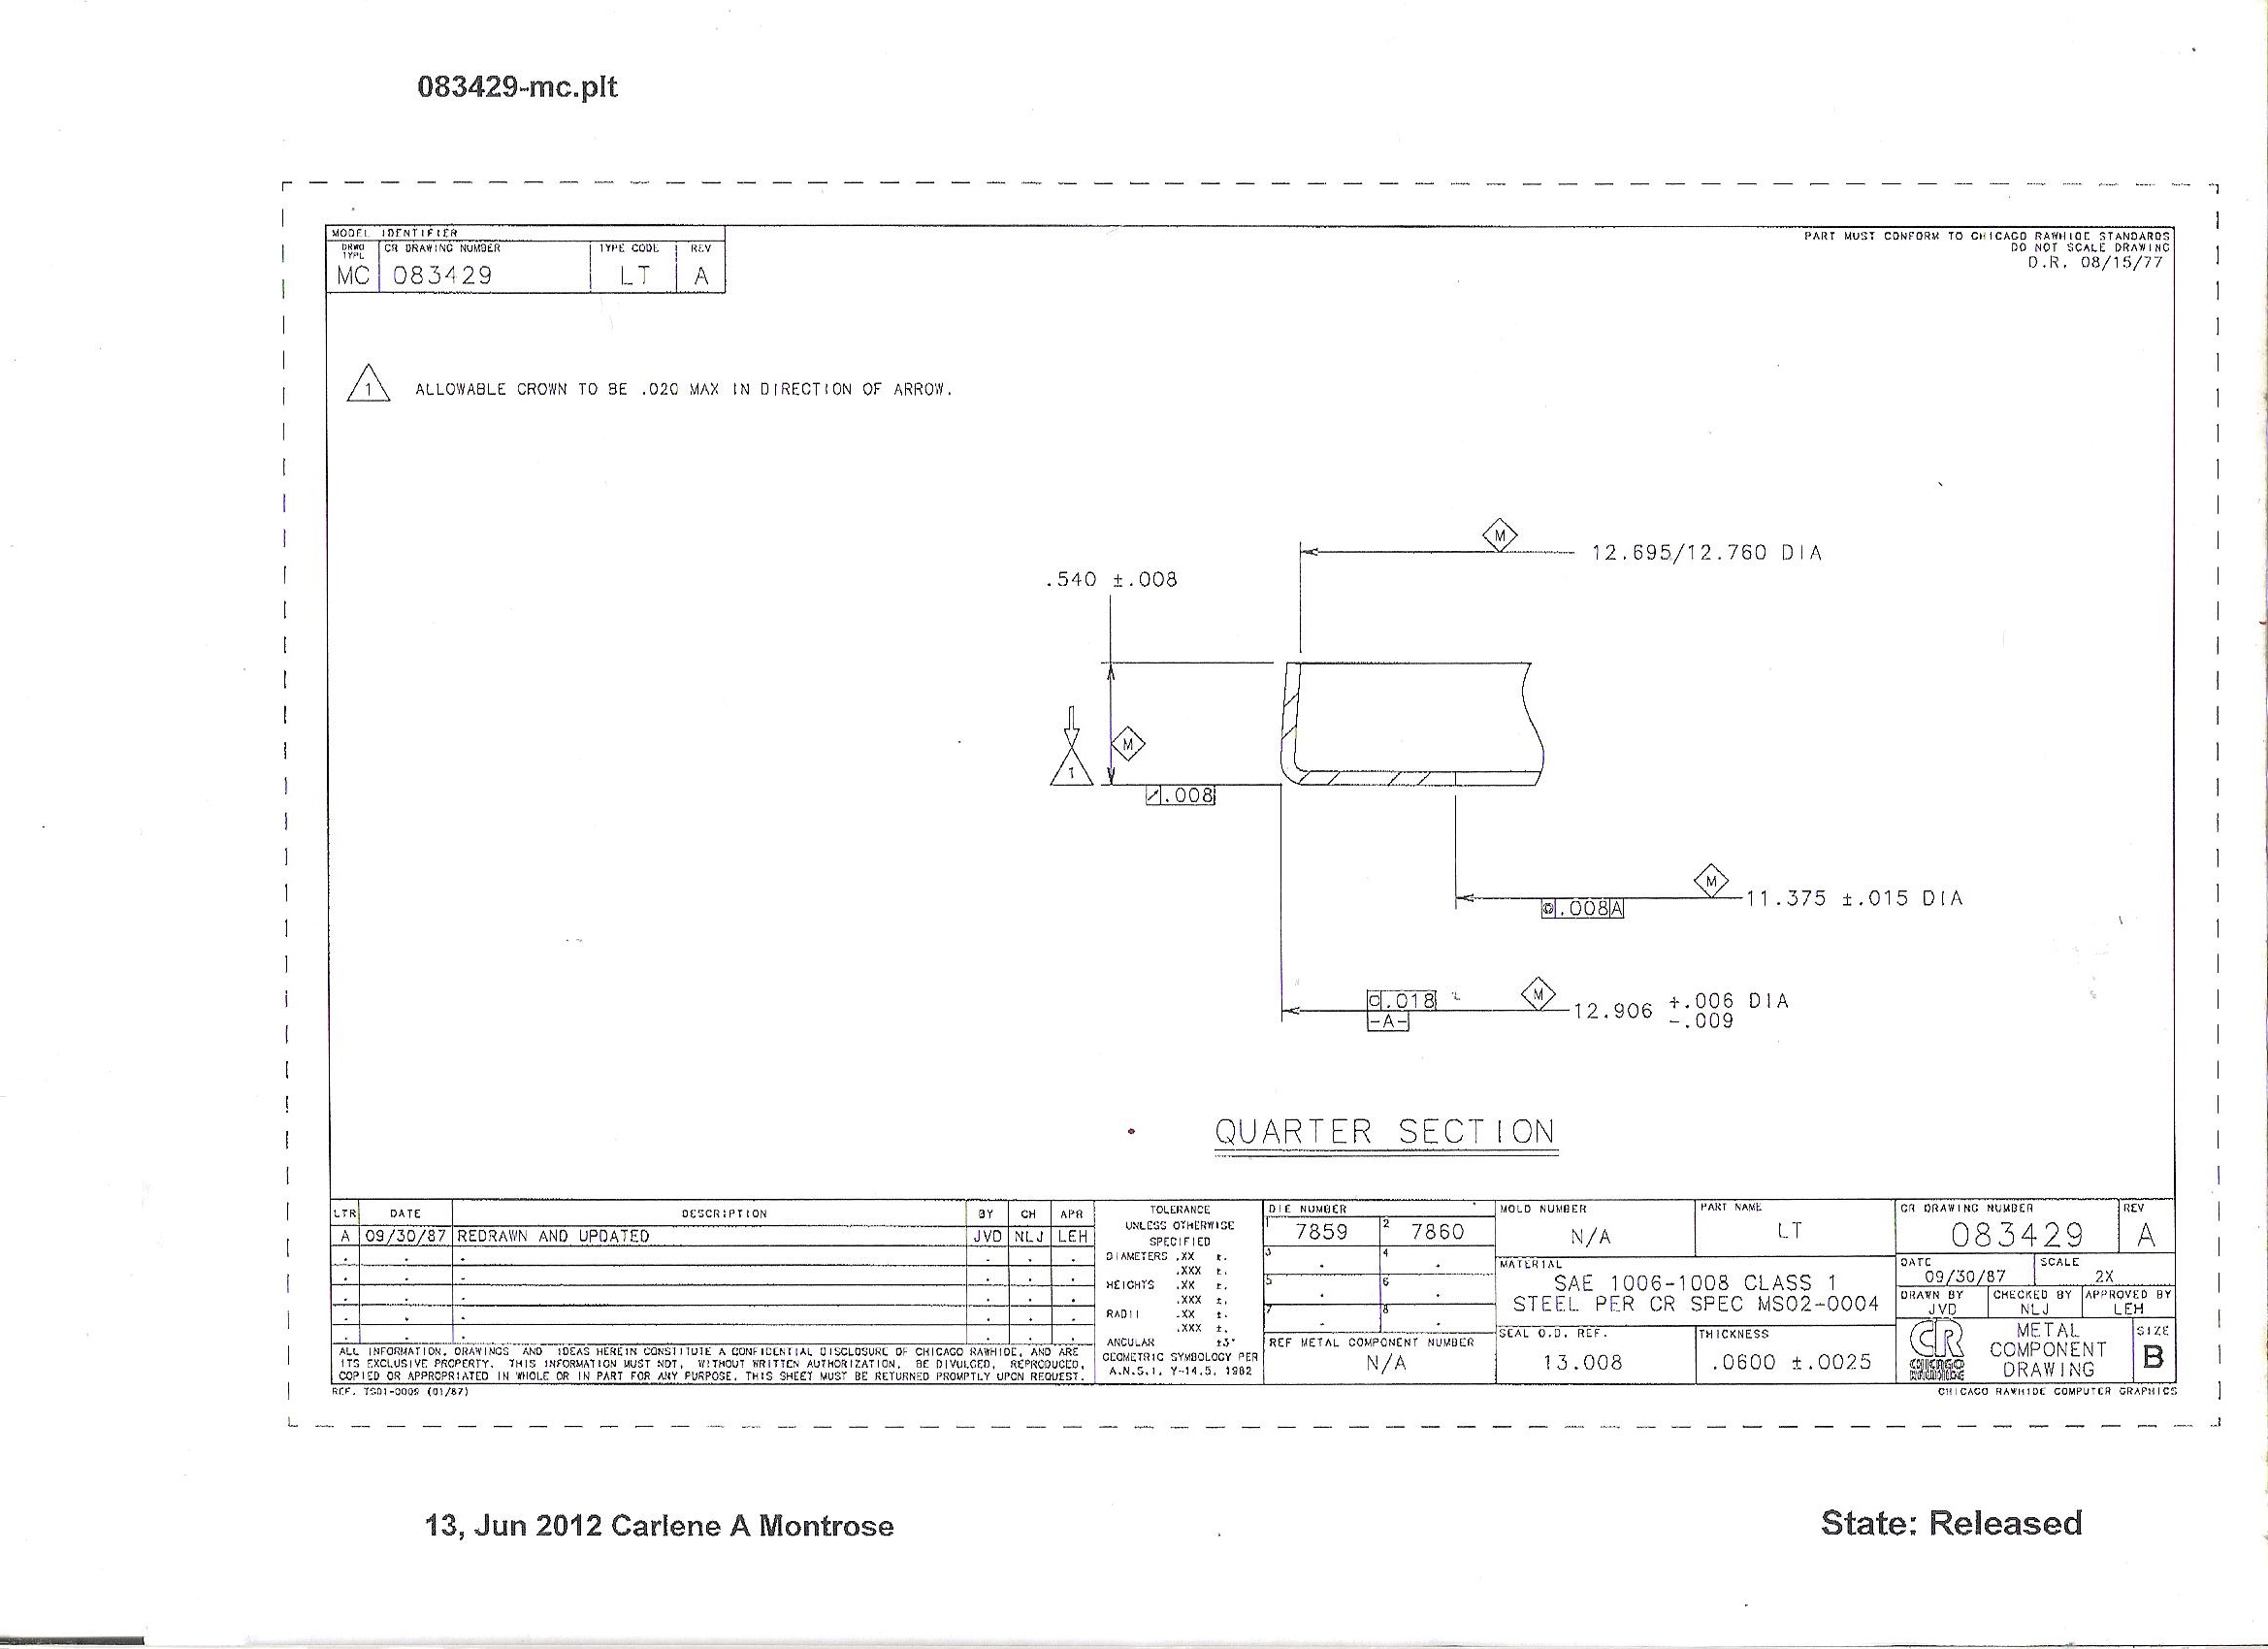 083429-mc.plt
MODEL IDENTIFIER
DRWG TYPE CR DRAWING NUMBER TYPE CODE REV
MC 083429 LT A
PART MUST CONFORM TO CHICAGO RAWHIDE STANDARDS
DO NOT SCALE DRAWING
D.R. 08/15/77
1 ALLOWABLE CROWN TO BE .020 MAX IN DIRECTION OF ARROW.
M
12.695/12.760 DIA
.540 ±.008
M
1
.008
M
11.375 ±.015 DIA
.008 A
.018
-A-
M
12.906 +.006 DIA
-.009
QUARTER SECTION
LTR DATE DESCRIPTION BY CH APR
A 09/30/87 REDRAWN AND UPDATED JVD NLJ LEH
ALL INFORMATION, DRAWINGS AND IDEAS HEREIN CONSTITUTE A CONFIDENTIAL DISCLOSURE OF CHICAGO RAWHIDE, AND ARE
ITS EXCLUSIVE PROPERTY. THIS INFORMATION MUST NOT, WITHOUT WRITTEN AUTHORIZATION, BE DIVULGED, REPRODUCED,
COPIED OR APPROPRIATED IN WHOLE OR IN PART FOR ANY PURPOSE. THIS SHEET MUST BE RETURNED PROMPTLY UPON REQUEST.
REF. TS01-0009 (01/87)
TOLERANCE
UNLESS OTHERWISE
SPECIFIED
DIAMETERS .XX ±.
.XXX ±.
HEIGHTS .XX ±.
.XXX ±.
RADII .XX ±.
.XXX ±.
ANGULAR ±3°
GEOMETRIC SYMBOLOGY PER
A.N.S.I. Y-14.5, 1982
DIE NUMBER
1 7859 2 7860
3 4
5 6
7 8
REF METAL COMPONENT NUMBER
N/A
MOLD NUMBER
N/A
PART NAME
LT
MATERIAL
SAE 1006-1008 CLASS 1
STEEL PER CR SPEC MS02-0004
SEAL O.D. REF.
13.008
THICKNESS
.0600 ±.0025
CR DRAWING NUMBER REV
083429 A
DATE SCALE
09/30/87 2X
DRAWN BY CHECKED BY APPROVED BY
JVD NLJ LEH
CR
CHICAGO
RAWHIDE
METAL
COMPONENT
DRAWING
SIZE
B
CHICAGO RAWHIDE COMPUTER GRAPHICS
13, Jun 2012 Carlene A Montrose
State: Released